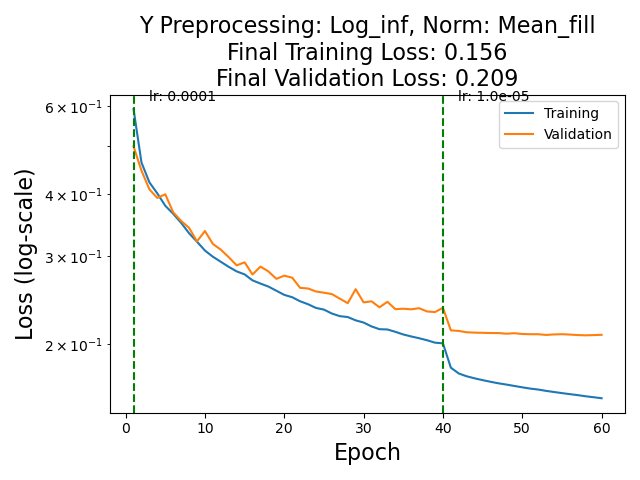 Y Preprocessing: Log_inf, Norm: Mean_fill
Final Training Loss: 0.156
Final Validation Loss: 0.209
lr: 0.0001
lr: 1.0e-05
Training
Validation
6 × 10⁻¹
4 × 10⁻¹
3 × 10⁻¹
2 × 10⁻¹
Loss (log-scale)
0 10 20 30 40 50 60
Epoch